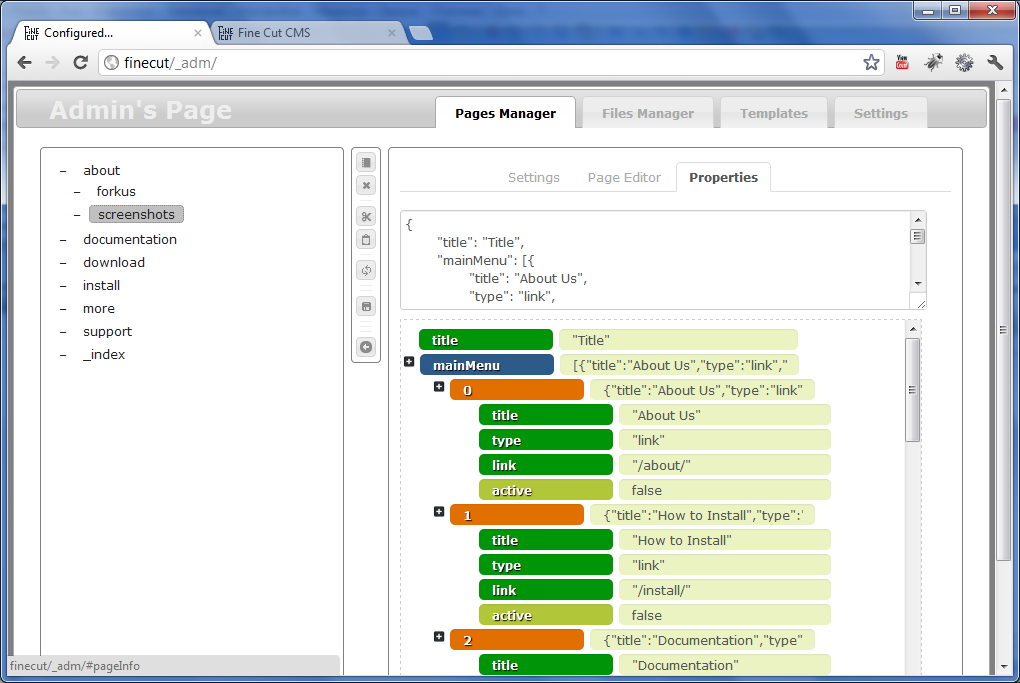 Configured...
Fine Cut CMS
finecut/_adm/
Admin's Page
Pages Manager
Files Manager
Templates
Settings
about
forkus
screenshots
documentation
download
install
more
support
_index
Settings
Page Editor
Properties
{
"title": "Title",
"mainMenu": [{
"title": "About Us",
"type": "link",
title "Title"
mainMenu [{"title":"About Us","type":"link","
0 {"title":"About Us","type":"link"
title "About Us"
type "link"
link "/about/"
active false
1 {"title":"How to Install","type":'
title "How to Install"
type "link"
link "/install/"
active false
2 {"title":"Documentation","type"
title "Documentation"
finecut/_adm/#pageInfo